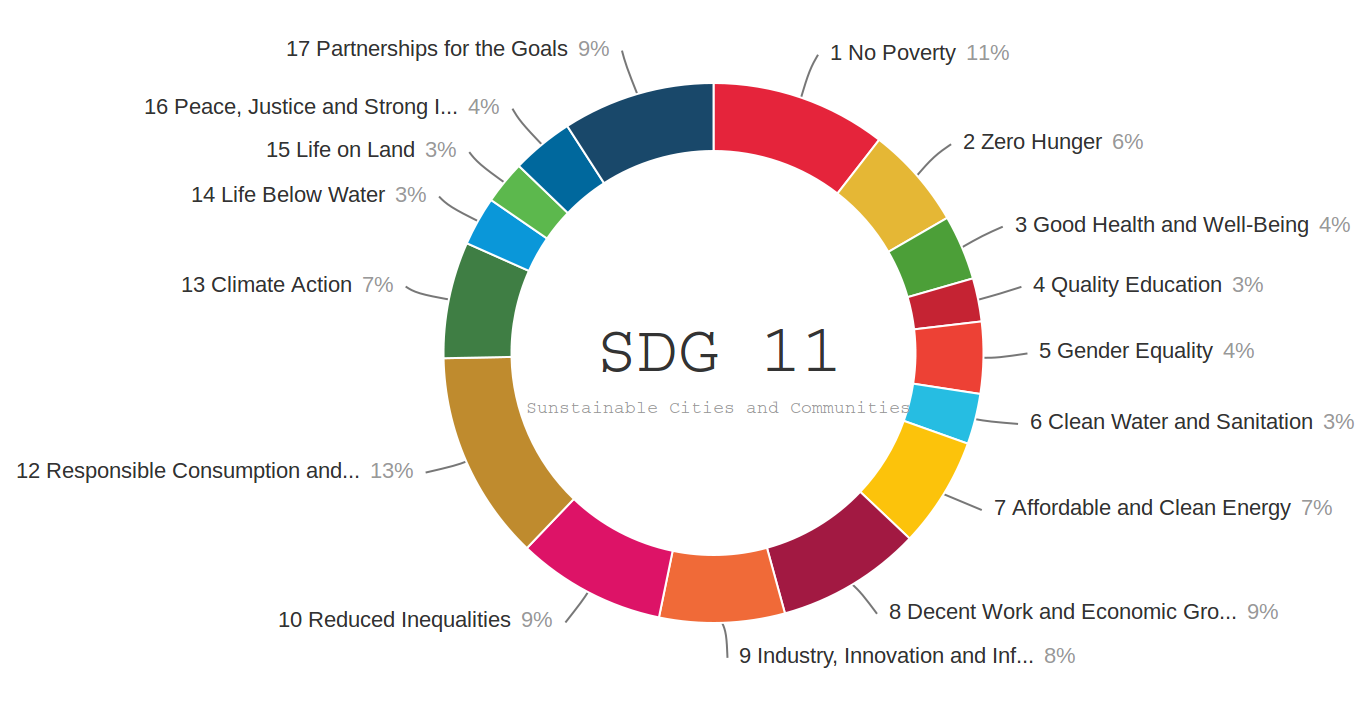 17 Partnerships for the Goals 9%
1 No Poverty 11%
16 Peace, Justice and Strong I... 4%
2 Zero Hunger 6%
15 Life on Land 3%
14 Life Below Water 3%
3 Good Health and Well-Being 4%
13 Climate Action 7%
4 Quality Education 3%
SDG 11
5 Gender Equality 4%
Sunstainable Cities and Communities
6 Clean Water and Sanitation 3%
12 Responsible Consumption and... 13%
7 Affordable and Clean Energy 7%
10 Reduced Inequalities 9%
8 Decent Work and Economic Gro... 9%
9 Industry, Innovation and Inf... 8%